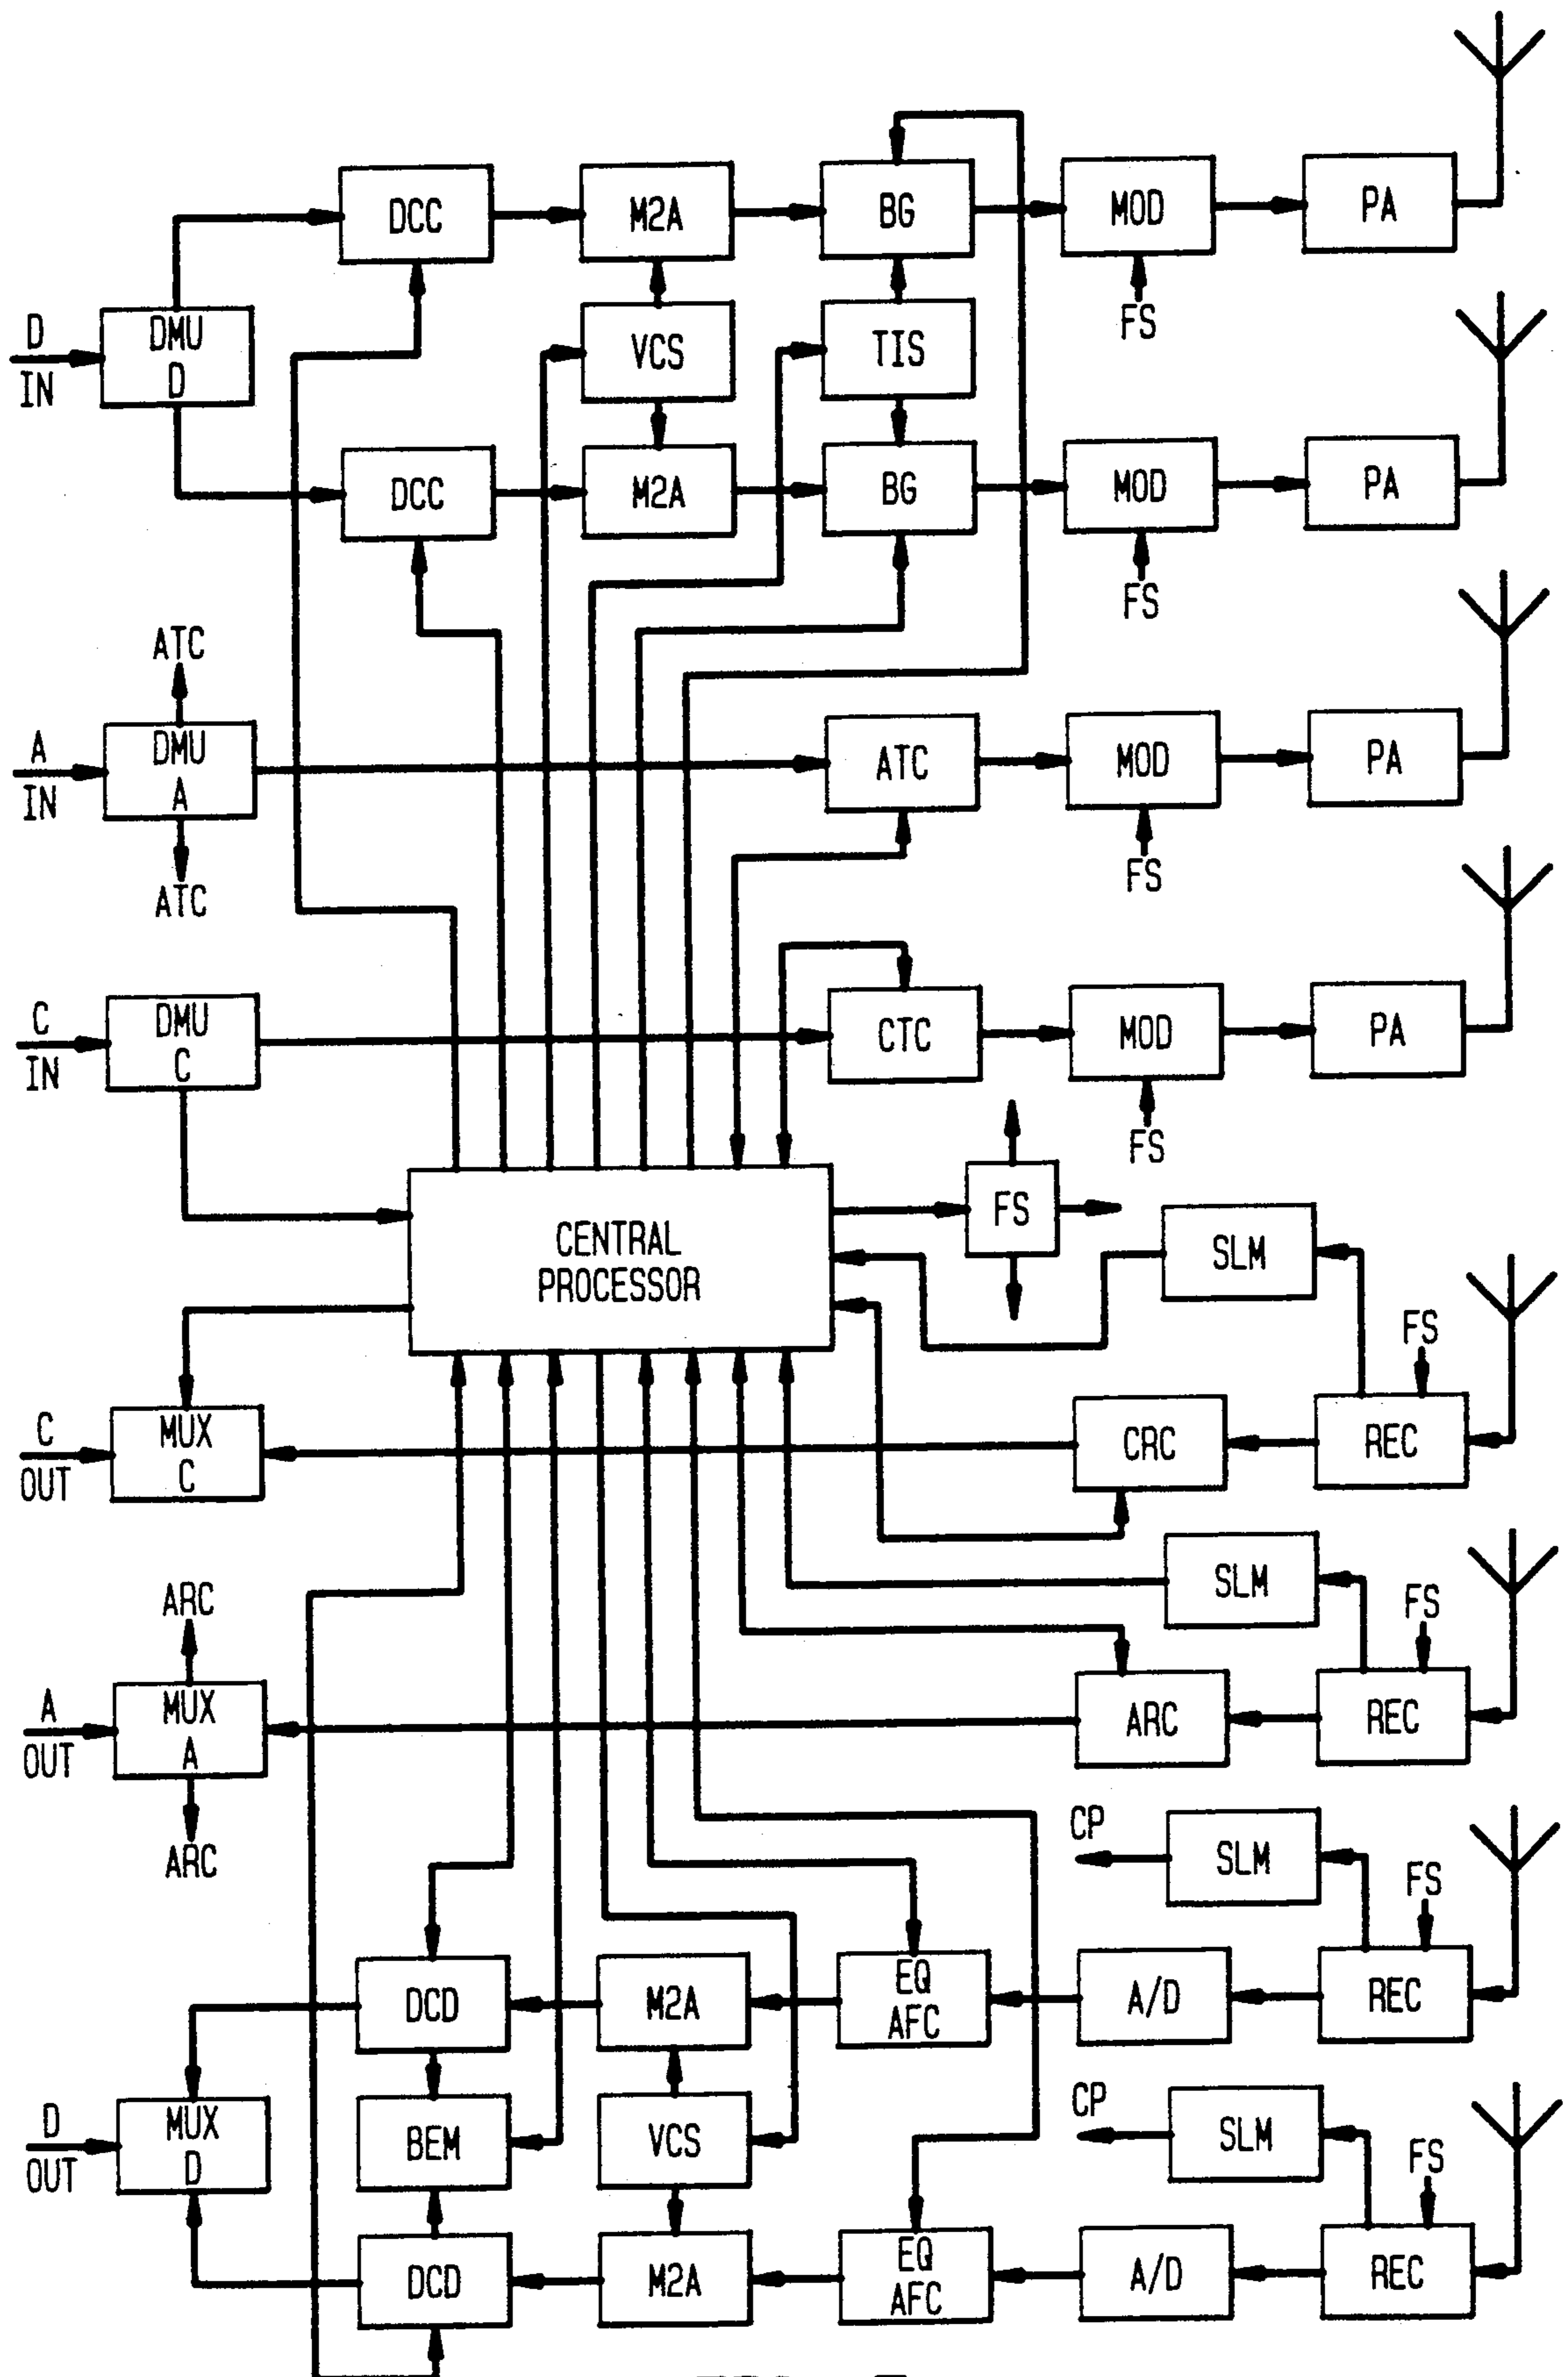 DCC
M2A
BG
MOD
PA
FS
D
IN
DMU
D
VCS
TIS
DCC
M2A
BG
MOD
PA
FS
ATC
A
IN
DMU
A
ATC
MOD
PA
FS
ATC
C
IN
DMU
C
CTC
MOD
PA
FS
CENTRAL
PROCESSOR
FS
SLM
FS
C
OUT
MUX
C
CRC
REC
SLM
FS
ARC
A
OUT
MUX
A
ARC
REC
ARC
CP
SLM
FS
DCD
M2A
EQ
AFC
A/D
REC
D
OUT
MUX
D
BEM
VCS
CP
SLM
FS
DCD
M2A
EQ
AFC
A/D
REC